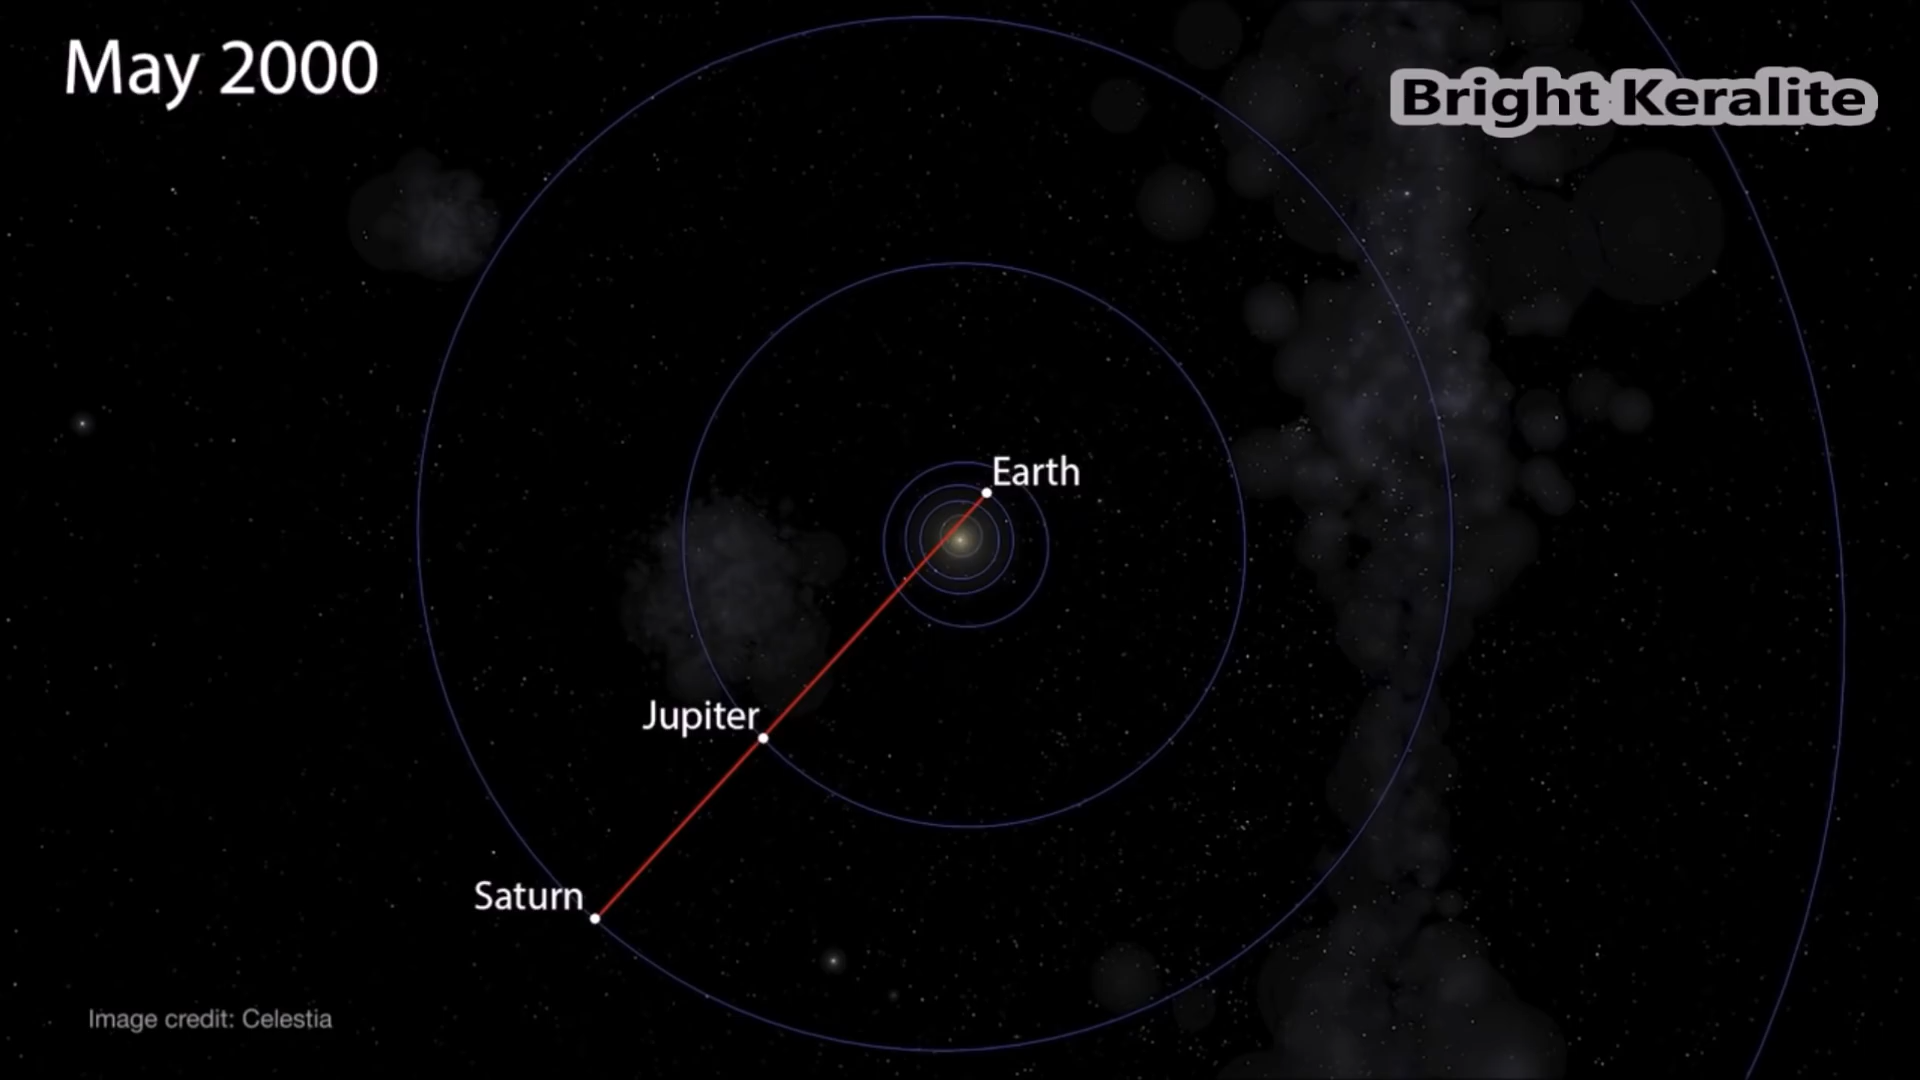 May 2000
Bright Keralite
Earth
Jupiter
Saturn
Image credit: Celestia